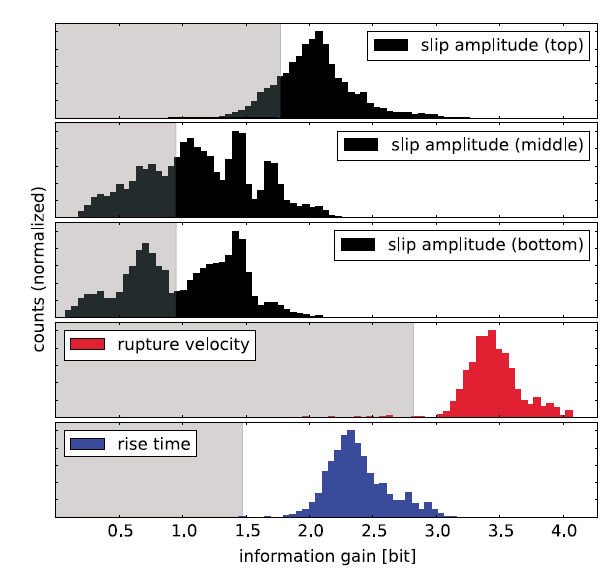 slip amplitude (top)
slip amplitude (middle)
slip amplitude (bottom)
rupture velocity
rise time
counts (normalized)
0.5 1.0 1.5 2.0 2.5 3.0 3.5 4.0
information gain [bit]